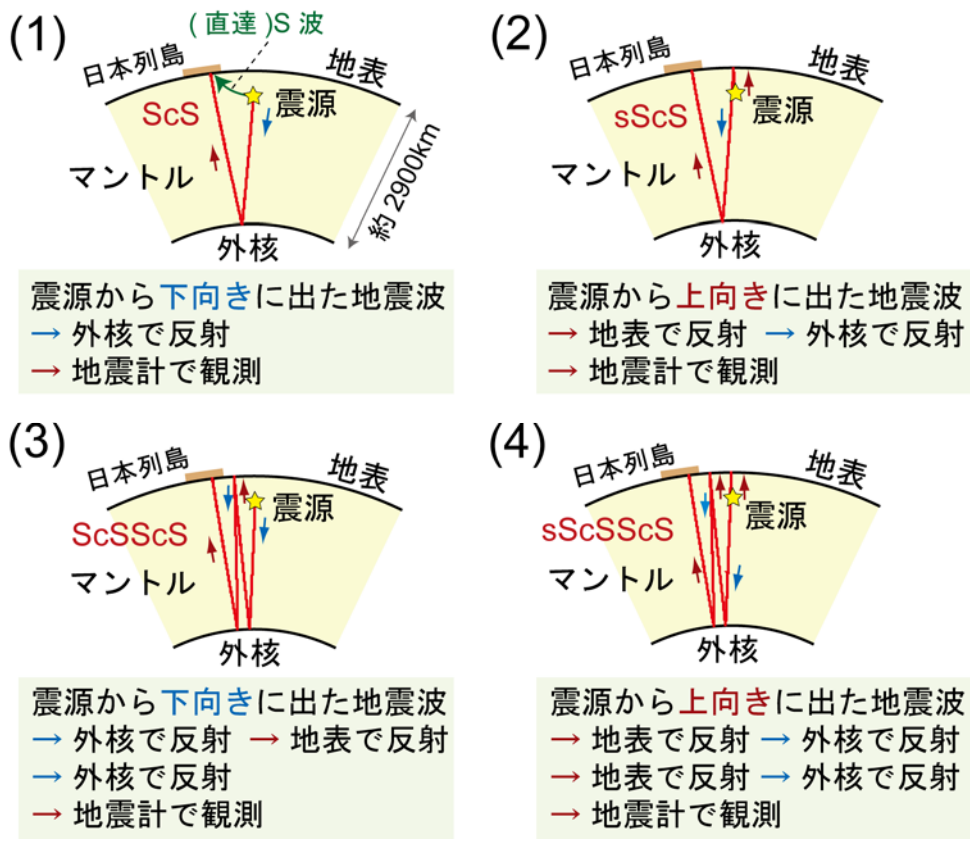 (1)
(直達)S波
日本列島
地表
ScS
震源
マントル
約2900km
外核
震源から下向きに出た地震波
→ 外核で反射
→ 地震計で観測
(2)
日本列島
地表
sScS
震源
マントル
外核
震源から上向きに出た地震波
→ 地表で反射 → 外核で反射
→ 地震計で観測
(3)
日本列島
地表
震源
ScSScS
マントル
外核
震源から下向きに出た地震波
→ 外核で反射 → 地表で反射
→ 外核で反射
→ 地震計で観測
(4)
日本列島
地表
震源
sScSScS
マントル
外核
震源から上向きに出た地震波
→ 地表で反射 → 外核で反射
→ 地表で反射 → 外核で反射
→ 地震計で観測